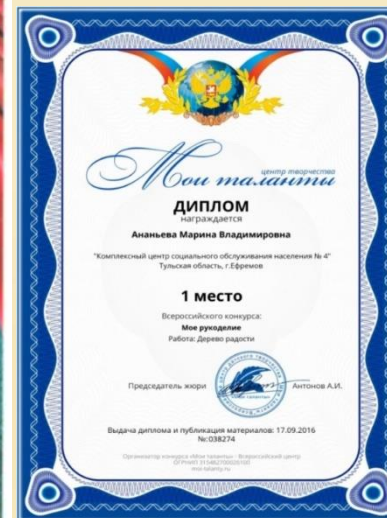 центр творчества
Мои таланты
ДИПЛОМ
награждается
Ананьева Марина Владимировна
"Комплексный центр социального обслуживания населения № 4"
Тульская область, г.Ефремов
1 место
Всероссийского конкурса:
Мое рукоделие
Работа: Дерево радости
Председатель жюри Антонов А.И.
Выдача диплома и публикация материалов: 17.09.2016
№:038274
Организатор конкурса «Мои таланты» - Всероссийский центр